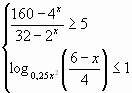 { (160 − 4^x) / (32 − 2^x) ≥ 5
log_{0,25x²} ((6 − x) / 4) ≤ 1